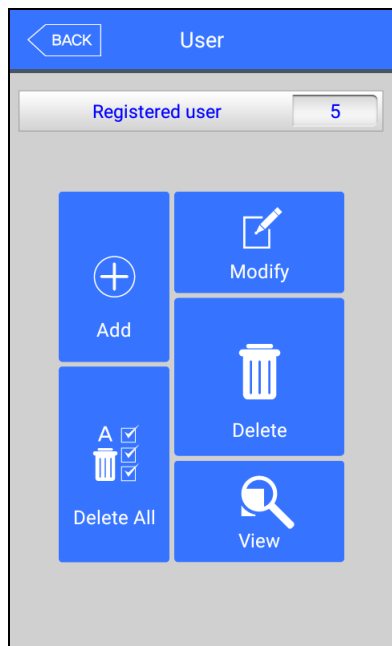 BACK
User
Registered user 5
Add
Modify
Delete
A
Delete All
View